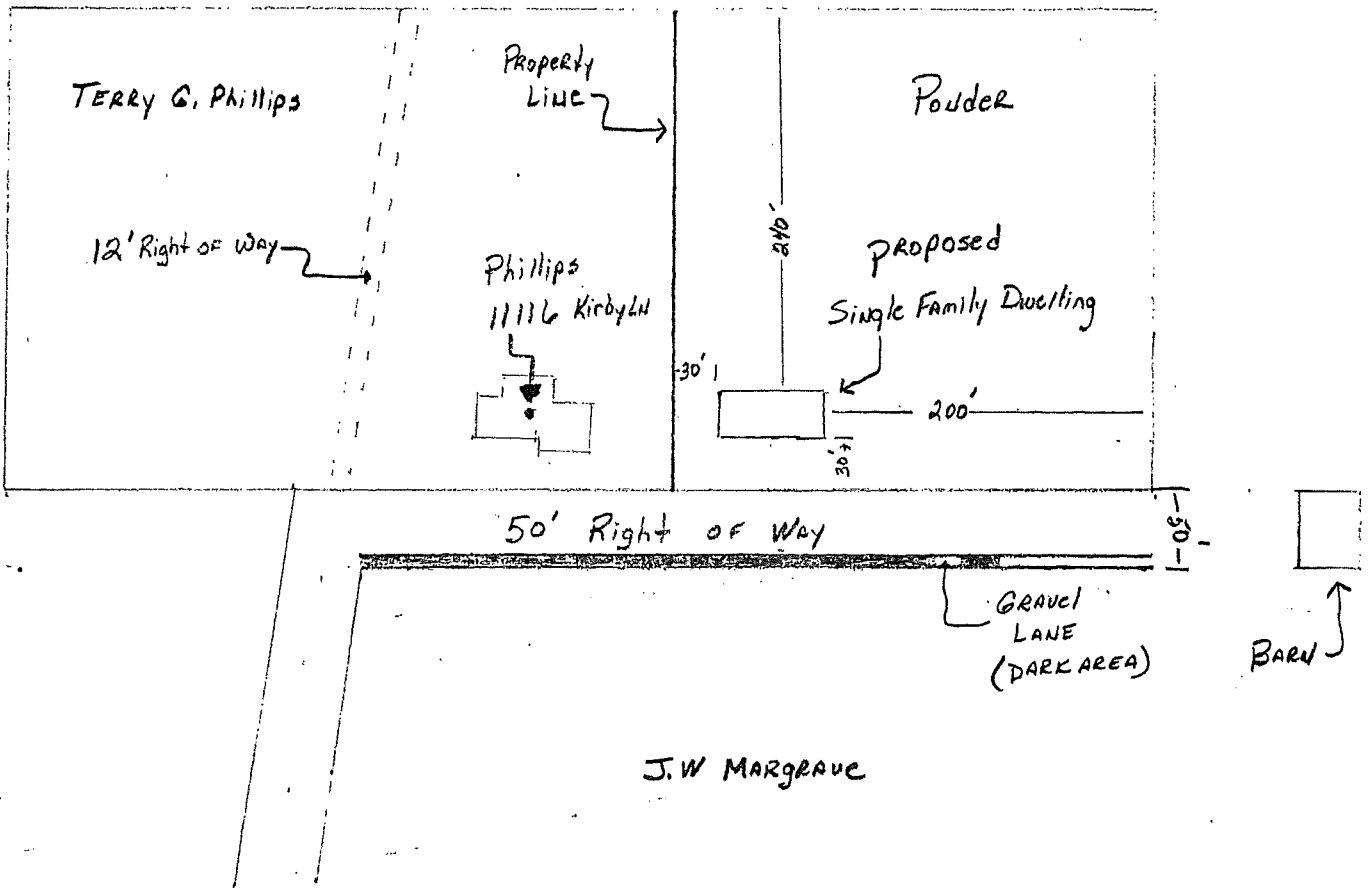 TERRY G. Phillips
Property
Line
Powder
12' Right of Way
Phillips
11116 Kirby LN
240'
PROPOSED
Single Family Dwelling
30'
200'
30'±
50' Right of Way
50'
GRAVEL
LANE
(DARK AREA)
BARN
J.W MARGRAVE